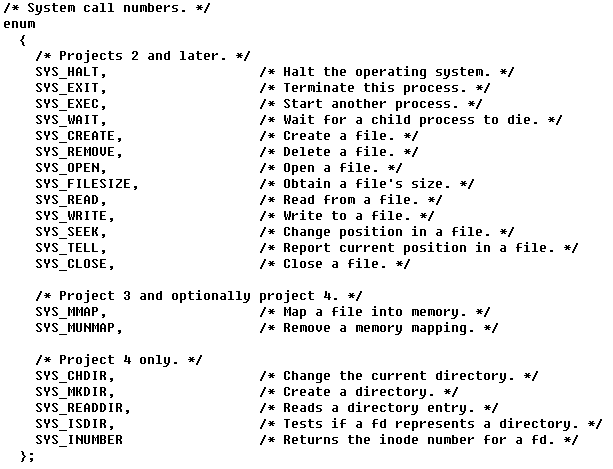 /* System call numbers. */
enum
  {
    /* Projects 2 and later. */
    SYS_HALT,                   /* Halt the operating system. */
    SYS_EXIT,                   /* Terminate this process. */
    SYS_EXEC,                   /* Start another process. */
    SYS_WAIT,                   /* Wait for a child process to die. */
    SYS_CREATE,                 /* Create a file. */
    SYS_REMOVE,                 /* Delete a file. */
    SYS_OPEN,                   /* Open a file. */
    SYS_FILESIZE,               /* Obtain a file's size. */
    SYS_READ,                   /* Read from a file. */
    SYS_WRITE,                  /* Write to a file. */
    SYS_SEEK,                   /* Change position in a file. */
    SYS_TELL,                   /* Report current position in a file. */
    SYS_CLOSE,                  /* Close a file. */

    /* Project 3 and optionally project 4. */
    SYS_MMAP,                   /* Map a file into memory. */
    SYS_MUNMAP,                 /* Remove a memory mapping. */

    /* Project 4 only. */
    SYS_CHDIR,                  /* Change the current directory. */
    SYS_MKDIR,                  /* Create a directory. */
    SYS_READDIR,                /* Reads a directory entry. */
    SYS_ISDIR,                  /* Tests if a fd represents a directory. */
    SYS_INUMBER                 /* Returns the inode number for a fd. */
  };